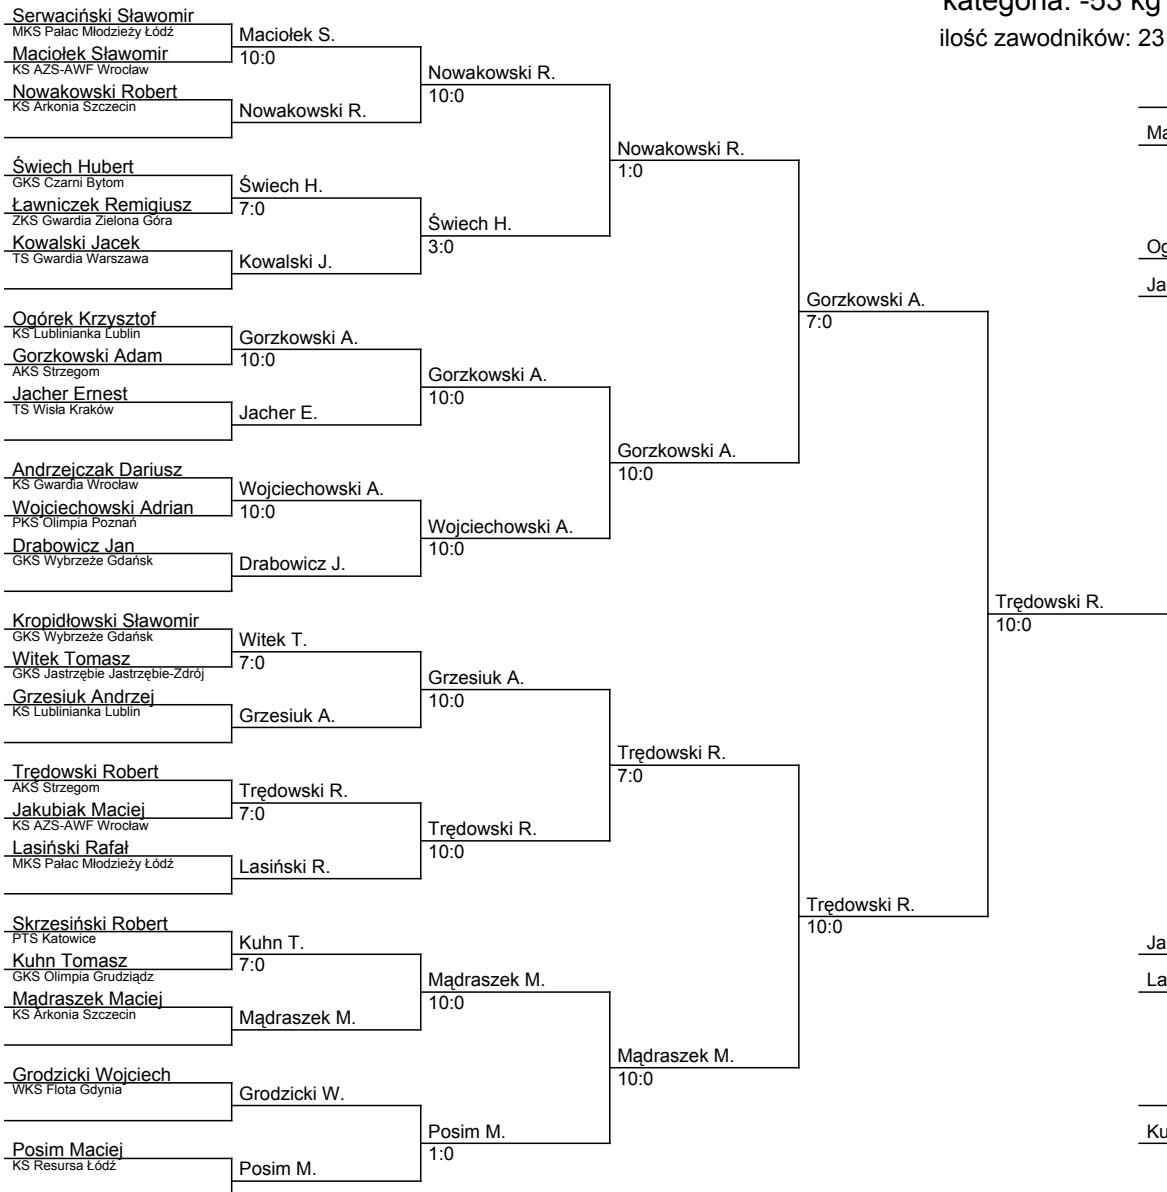 kategoria: -53 kg
ilość zawodników: 23
Serwaciński Sławomir
MKS Pałac Młodzieży Łódź
Maciołek Sławomir
KS AZS-AWF Wrocław
Nowakowski Robert
KS Arkonia Szczecin
Świech Hubert
GKS Czarni Bytom
Ławniczek Remigiusz
ZKS Gwardia Zielona Góra
Kowalski Jacek
TS Gwardia Warszawa
Ogórek Krzysztof
KS Lublinianka Lublin
Gorzkowski Adam
AKS Strzegom
Jacher Ernest
TS Wisła Kraków
Andrzejczak Dariusz
KS Gwardia Wrocław
Wojciechowski Adrian
PKS Olimpia Poznań
Drabowicz Jan
GKS Wybrzeże Gdańsk
Kropidłowski Sławomir
GKS Wybrzeże Gdańsk
Witek Tomasz
GKS Jastrzębie Jastrzębie-Zdrój
Grzesiuk Andrzej
KS Lublinianka Lublin
Trędowski Robert
AKS Strzegom
Jakubiak Maciej
KS AZS-AWF Wrocław
Lasiński Rafał
MKS Pałac Młodzieży Łódź
Skrzesiński Robert
PTS Katowice
Kuhn Tomasz
GKS Olimpia Grudziądz
Mądraszek Maciej
KS Arkonia Szczecin
Grodzicki Wojciech
WKS Flota Gdynia
Posim Maciej
KS Resursa Łódź
Maciołek S.
10:0
Nowakowski R.
Świech H.
7:0
Kowalski J.
Gorzkowski A.
10:0
Jacher E.
Wojciechowski A.
10:0
Drabowicz J.
Witek T.
7:0
Grzesiuk A.
Trędowski R.
7:0
Lasiński R.
Kuhn T.
7:0
Mądraszek M.
Grodzicki W.
Posim M.
Nowakowski R.
10:0
Świech H.
3:0
Gorzkowski A.
10:0
Wojciechowski A.
10:0
Grzesiuk A.
10:0
Trędowski R.
10:0
Mądraszek M.
10:0
Posim M.
1:0
Nowakowski R.
1:0
Gorzkowski A.
10:0
Trędowski R.
7:0
Mądraszek M.
10:0
Gorzkowski A.
7:0
Trędowski R.
10:0
Trędowski R.
10:0
Ma
Og
Ja
Ja
La
Ku